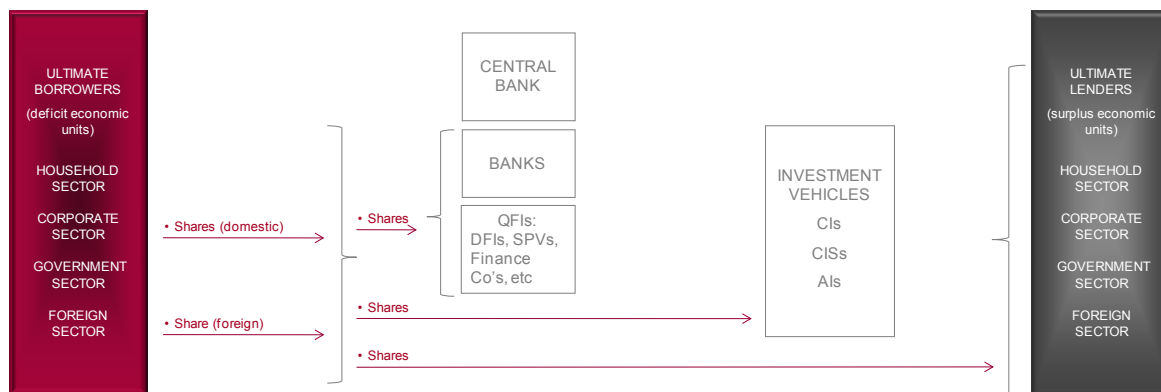 ULTIMATE
BORROWERS
(deficit economic
units)
HOUSEHOLD
SECTOR
CORPORATE
SECTOR
GOVERNMENT
SECTOR
FOREIGN
SECTOR
• Shares (domestic)
• Share (foreign)
• Shares
• Shares
• Shares
CENTRAL
BANK
BANKS
QFIs:
DFIs, SPVs,
Finance
Co's, etc
INVESTMENT
VEHICLES
CIs
CISs
AIs
ULTIMATE
LENDERS
(surplus economic
units)
HOUSEHOLD
SECTOR
CORPORATE
SECTOR
GOVERNMENT
SECTOR
FOREIGN
SECTOR